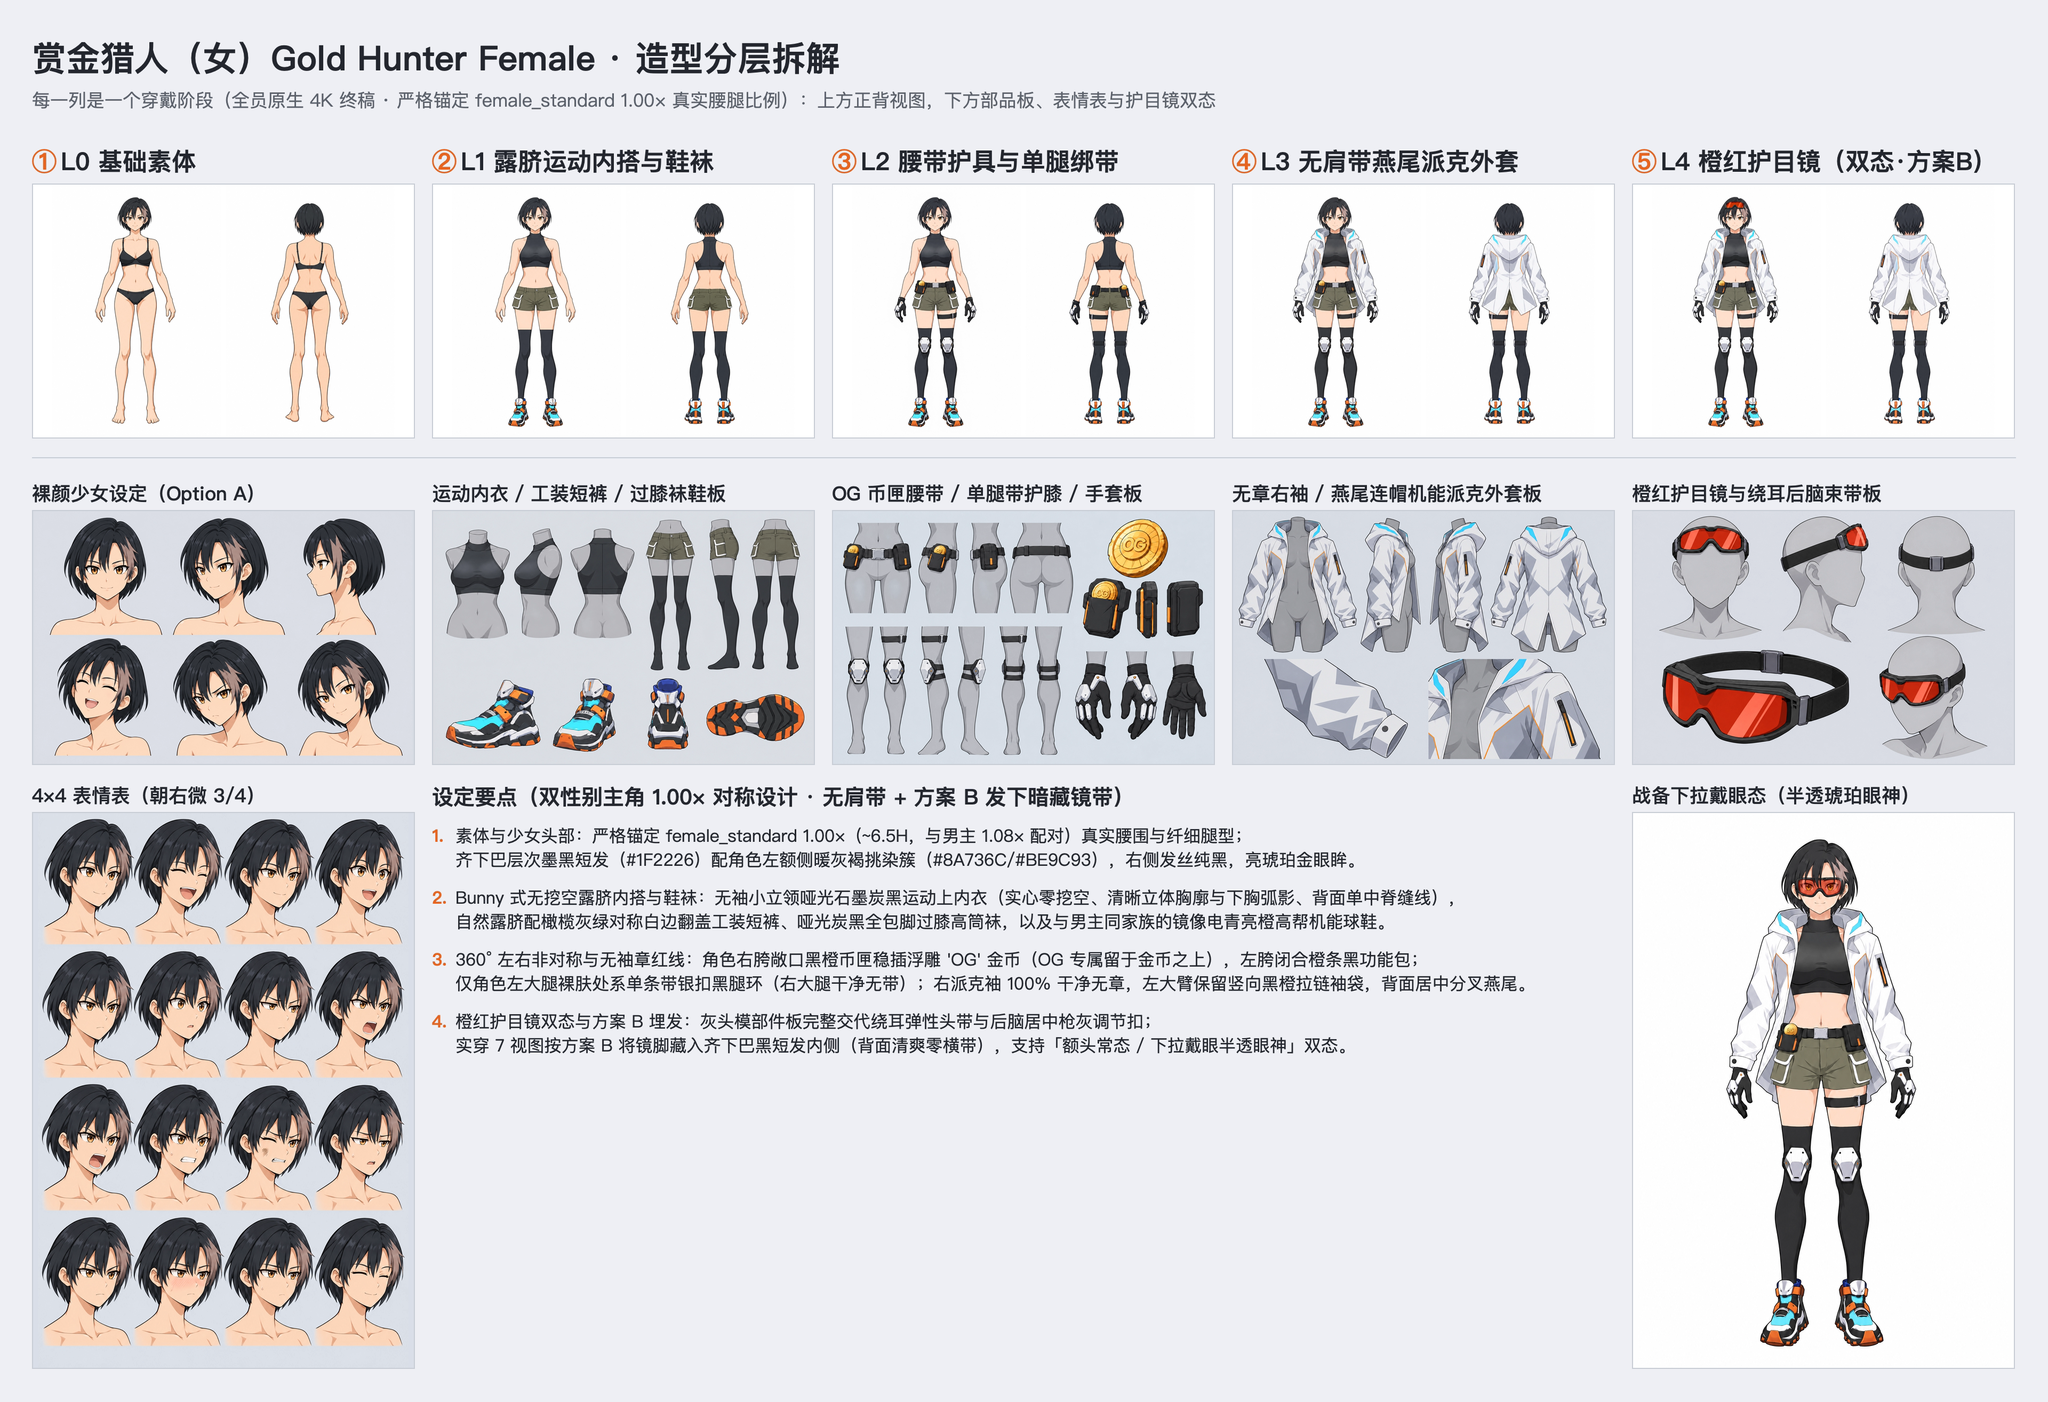 赏金猎人（女）Gold Hunter Female · 造型分层拆解
每一列是一个穿戴阶段（全员原生 4K 终稿 · 严格锚定 female_standard 1.00× 真实腰腿比例）：上方正背视图，下方部品板、表情表与护目镜双态
① L0 基础素体
② L1 露脐运动内搭与鞋袜
③ L2 腰带护具与单腿绑带
④ L3 无肩带燕尾派克外套
⑤ L4 橙红护目镜（双态·方案B）
裸颜少女设定（Option A）
运动内衣 / 工装短裤 / 过膝袜鞋板
OG 币匣腰带 / 单腿带护膝 / 手套板
无章右袖 / 燕尾连帽机能派克外套板
橙红护目镜与绕耳后脑束带板
OG
4×4 表情表（朝右微 3/4）
设定要点（双性别主角 1.00× 对称设计 · 无肩带 + 方案 B 发下暗藏镜带）
1. 素体与少女头部：严格锚定 female_standard 1.00×（~6.5H，与男主 1.08× 配对）真实腰围与纤细腿型；
齐下巴层次墨黑短发（#1F2226）配角色左额侧暖灰褐挑染簇（#8A736C/#BE9C93），右侧发丝纯黑，亮琥珀金眼眸。
2. Bunny 式无挖空露脐内搭与鞋袜：无袖小立领哑光石墨炭黑运动上内衣（实心零挖空、清晰立体胸廓与下胸弧影、背面单中脊缝线），
自然露脐配橄榄灰绿对称白边翻盖工装短裤、哑光炭黑全包脚过膝高筒袜，以及与男主同家族的镜像电青亮橙高帮机能球鞋。
3. 360° 左右非对称与无袖章红线：角色右胯敞口黑橙币匣稳插浮雕 'OG' 金币（OG 专属留于金币之上），左胯闭合橙条黑功能包；
仅角色左大腿裸肤处系单条带银扣黑腿环（右大腿干净无带）；右派克袖 100% 干净无章，左大臂保留竖向黑橙拉链袖袋，背面居中分叉燕尾。
4. 橙红护目镜双态与方案 B 埋发：灰头模部件板完整交代绕耳弹性头带与后脑居中枪灰调节扣；
实穿 7 视图按方案 B 将镜脚藏入齐下巴黑短发内侧（背面清爽零横带），支持「额头常态 / 下拉戴眼半透眼神」双态。
战备下拉戴眼态（半透琥珀眼神）